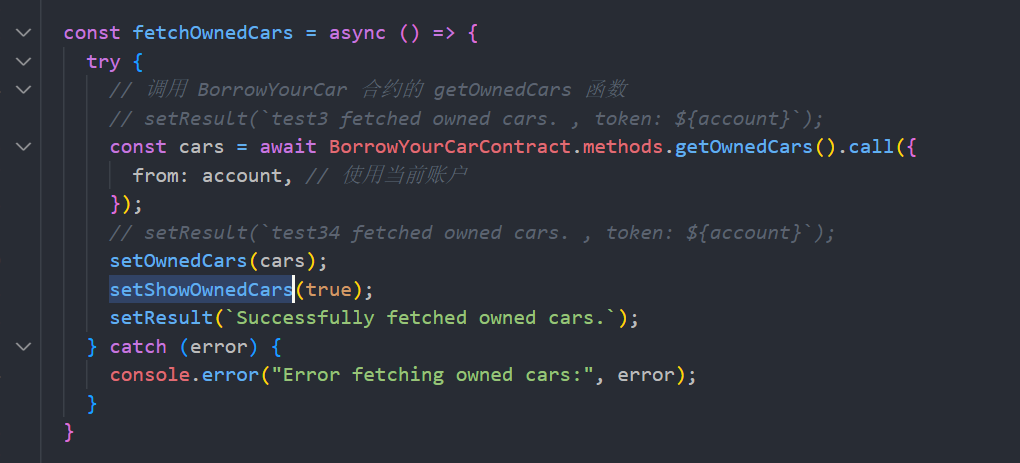 const fetchOwnedCars = async () => {
try {
// 调用 BorrowYourCar 合约的 getOwnedCars 函数
// setResult(`test3 fetched owned cars. , token: ${account}`);
const cars = await BorrowYourCarContract.methods.getOwnedCars().call({
from: account, // 使用当前账户
});
// setResult(`test34 fetched owned cars. , token: ${account}`);
setOwnedCars(cars);
setShowOwnedCars(true);
setResult(`Successfully fetched owned cars.`);
} catch (error) {
console.error("Error fetching owned cars:", error);
}
}